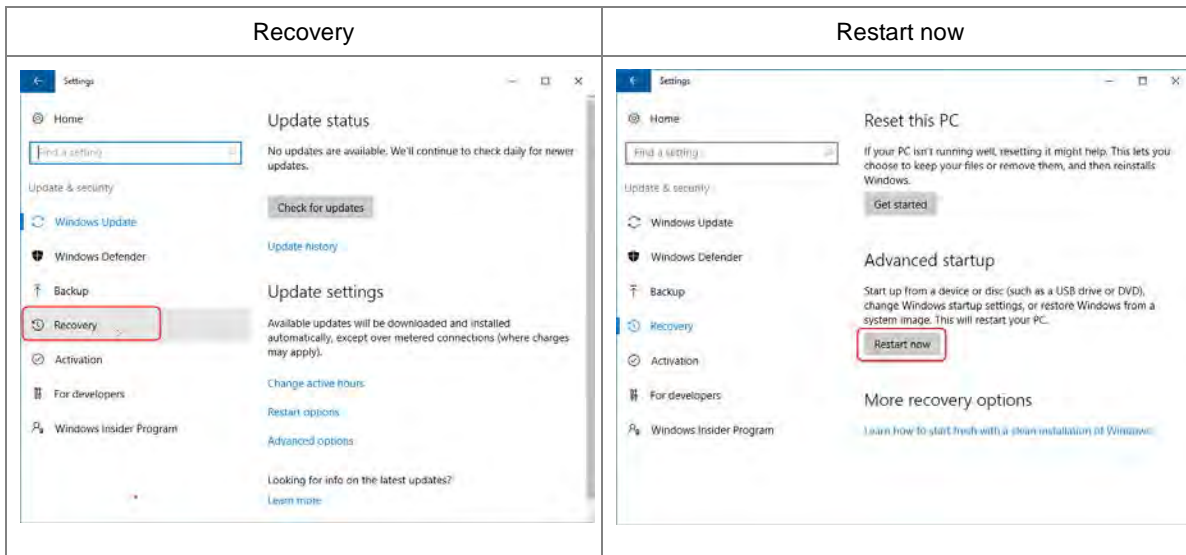 Recovery
Restart now
Settings
Home
Find a setting
Update & security
Windows Update
Windows Defender
Backup
Recovery
Activation
For developers
Windows Insider Program
Update status
No updates are available. We'll continue to check daily for newer
updates.
Check for updates
Update history
Update settings
Available updates will be downloaded and installed
automatically, except over metered connections (where charges
may apply).
Change active hours
Restart options
Advanced options
Looking for info on the latest updates?
Learn more
Settings
Home
Find a setting
Update & security
Windows Update
Windows Defender
Backup
Recovery
Activation
For developers
Windows Insider Program
Reset this PC
If your PC isn't running well, resetting it might help. This lets you
choose to keep your files or remove them, and then reinstalls
Windows.
Get started
Advanced startup
Start up from a device or disc (such as a USB drive or DVD),
change Windows startup settings, or restore Windows from a
system image. This will restart your PC.
Restart now
More recovery options
Learn how to start fresh with a clean installation of Windows